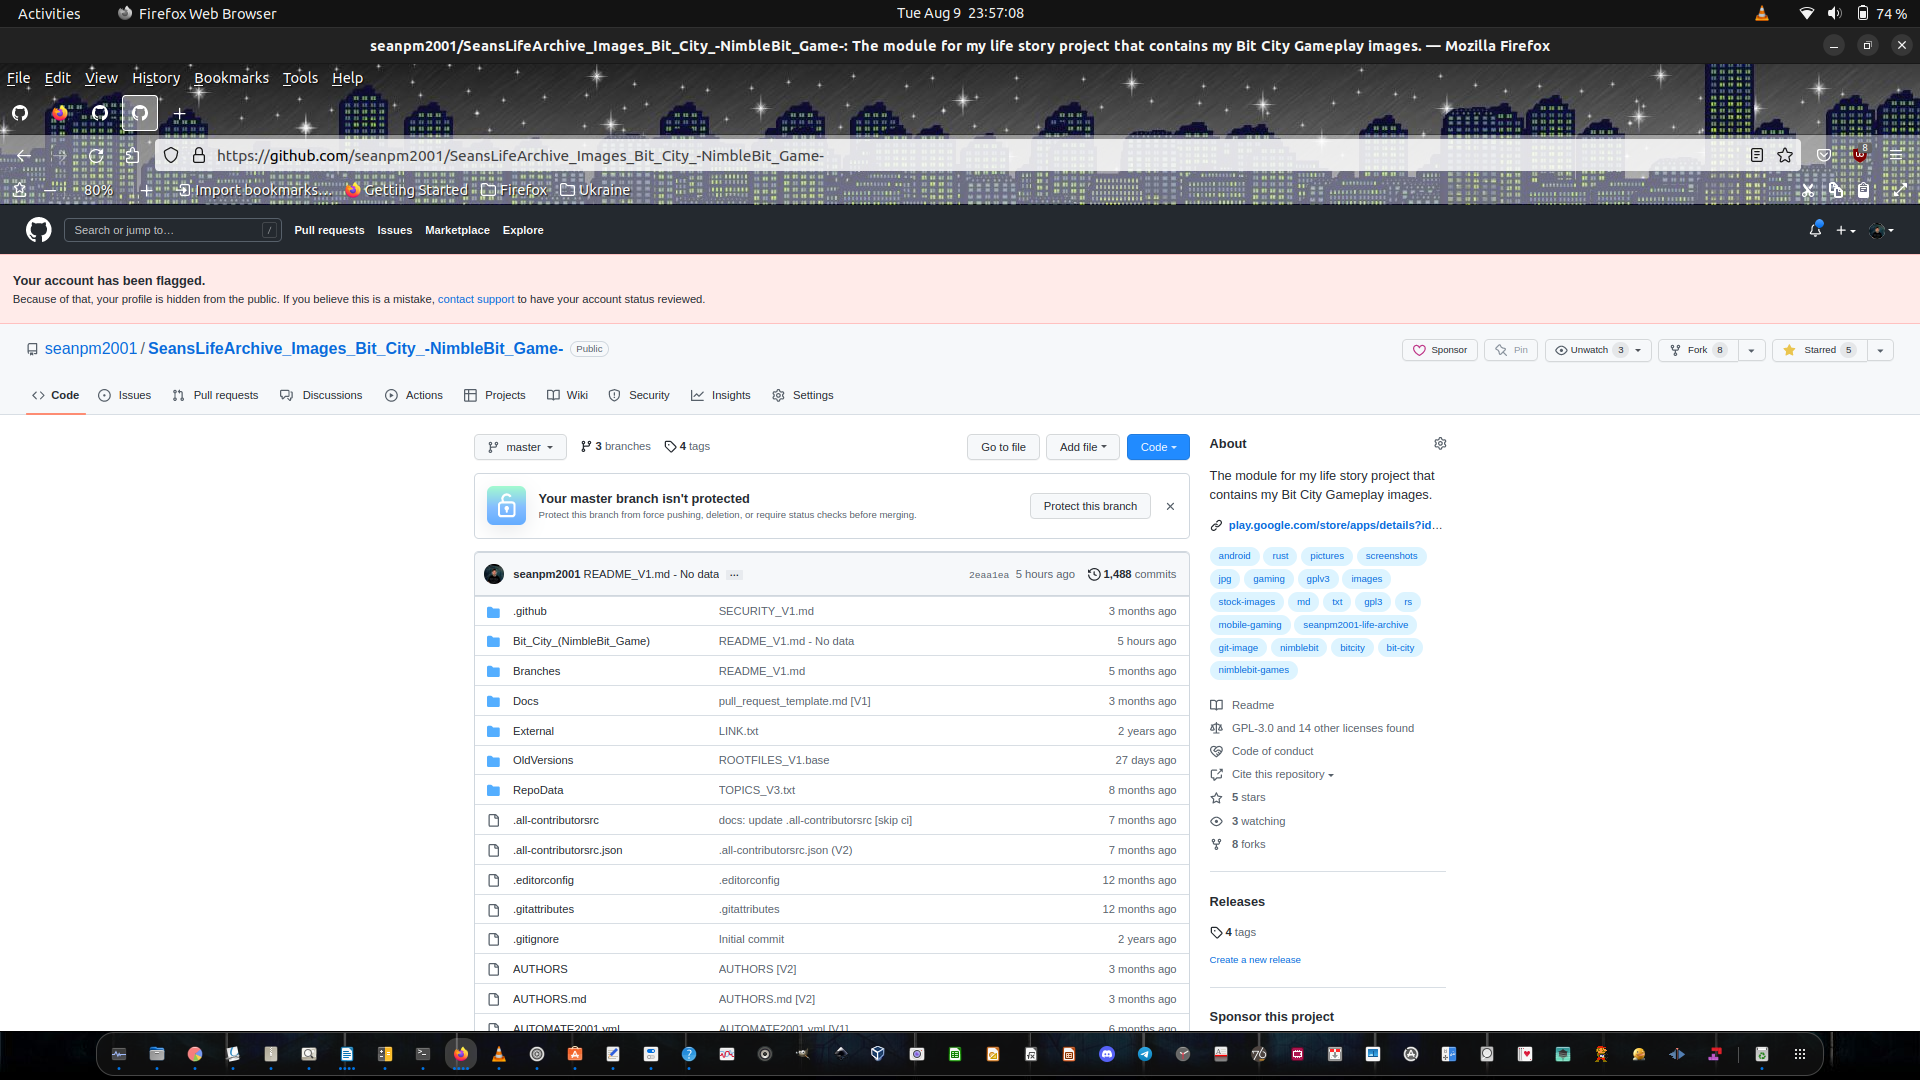 Activities
Firefox Web Browser
Tue Aug 9 23:57:08
74 %
seanpm2001/SeansLifeArchive_Images_Bit_City_-NimbleBit_Game-: The module for my life story project that contains my Bit City Gameplay images. — Mozilla Firefox
File Edit View History Bookmarks Tools Help
https://github.com/seanpm2001/SeansLifeArchive_Images_Bit_City_-NimbleBit_Game-
8
80%
Import bookmarks...
Getting Started
Firefox
Ukraine
Search or jump to…
/
Pull requests Issues Marketplace Explore
Your account has been flagged.
Because of that, your profile is hidden from the public. If you believe this is a mistake, contact support to have your account status reviewed.
seanpm2001 / SeansLifeArchive_Images_Bit_City_-NimbleBit_Game- Public
Sponsor
Pin
Unwatch 3
Fork 8
Starred 5
Code
Issues
Pull requests
Discussions
Actions
Projects
Wiki
Security
Insights
Settings
master
3 branches
4 tags
Go to file
Add file
Code
Your master branch isn't protected
Protect this branch from force pushing, deletion, or require status checks before merging.
Protect this branch
seanpm2001 README_V1.md - No data ...
2eaa1ea 5 hours ago
1,488 commits
.github SECURITY_V1.md 3 months ago
Bit_City_(NimbleBit_Game) README_V1.md - No data 5 hours ago
Branches README_V1.md 5 months ago
Docs pull_request_template.md [V1] 3 months ago
External LINK.txt 2 years ago
OldVersions ROOTFILES_V1.base 27 days ago
RepoData TOPICS_V3.txt 8 months ago
.all-contributorsrc docs: update .all-contributorsrc [skip ci] 7 months ago
.all-contributorsrc.json .all-contributorsrc.json (V2) 7 months ago
.editorconfig .editorconfig 12 months ago
.gitattributes .gitattributes 12 months ago
.gitignore Initial commit 2 years ago
AUTHORS AUTHORS [V2] 3 months ago
AUTHORS.md AUTHORS.md [V2] 3 months ago
AUTOMATE2001.yml AUTOMATE2001.yml [V1] 6 months ago
About
The module for my life story project that
contains my Bit City Gameplay images.
play.google.com/store/apps/details?id…
android rust pictures screenshots
jpg gaming gplv3 images
stock-images md txt gpl3 rs
mobile-gaming seanpm2001-life-archive
git-image nimblebit bitcity bit-city
nimblebit-games
Readme
GPL-3.0 and 14 other licenses found
Code of conduct
Cite this repository
5 stars
3 watching
8 forks
Releases
4 tags
Create a new release
Sponsor this project